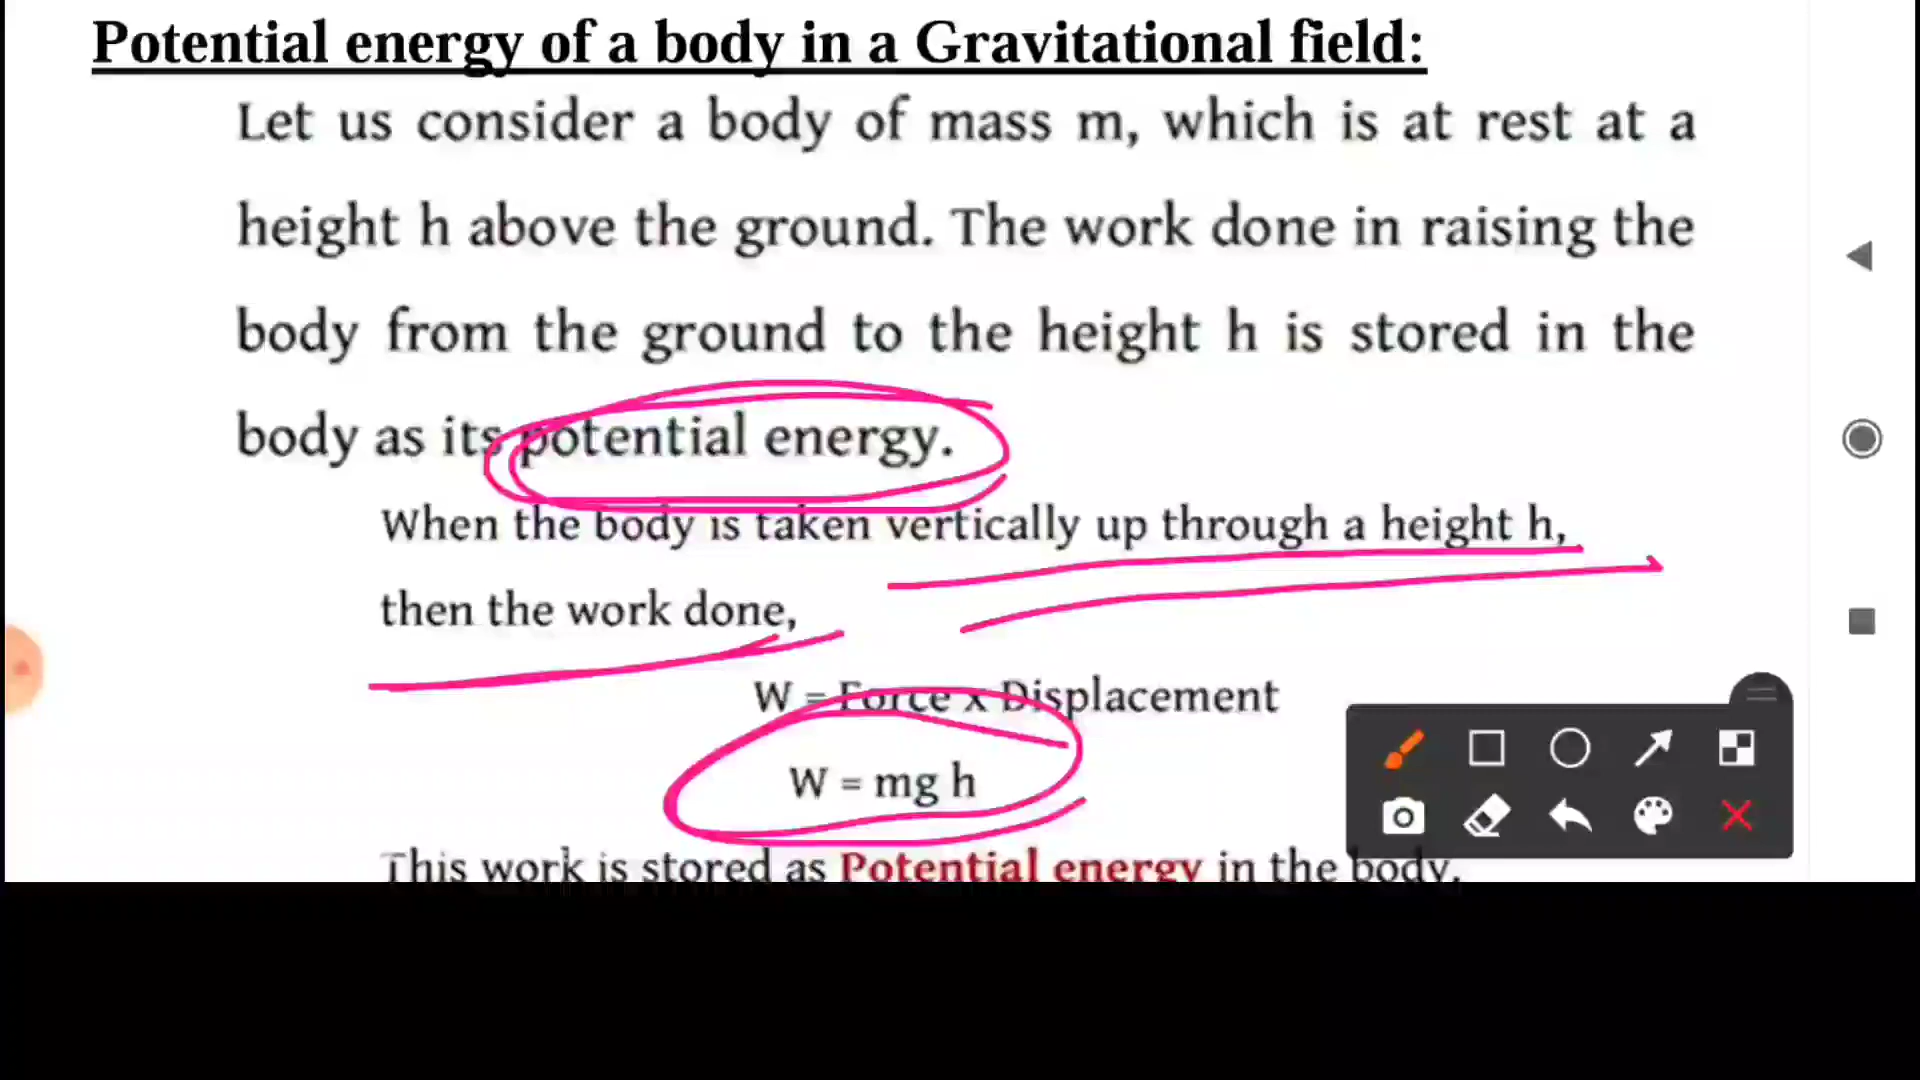 Potential energy of a body in a Gravitational field:
Let us consider a body of mass m, which is at rest at a
height h above the ground. The work done in raising the
body from the ground to the height h is stored in the
body as its potential energy.
When the body is taken vertically up through a height h,
then the work done,
W = Force x Displacement
W = mg h
This work is stored as Potential energy in the body.